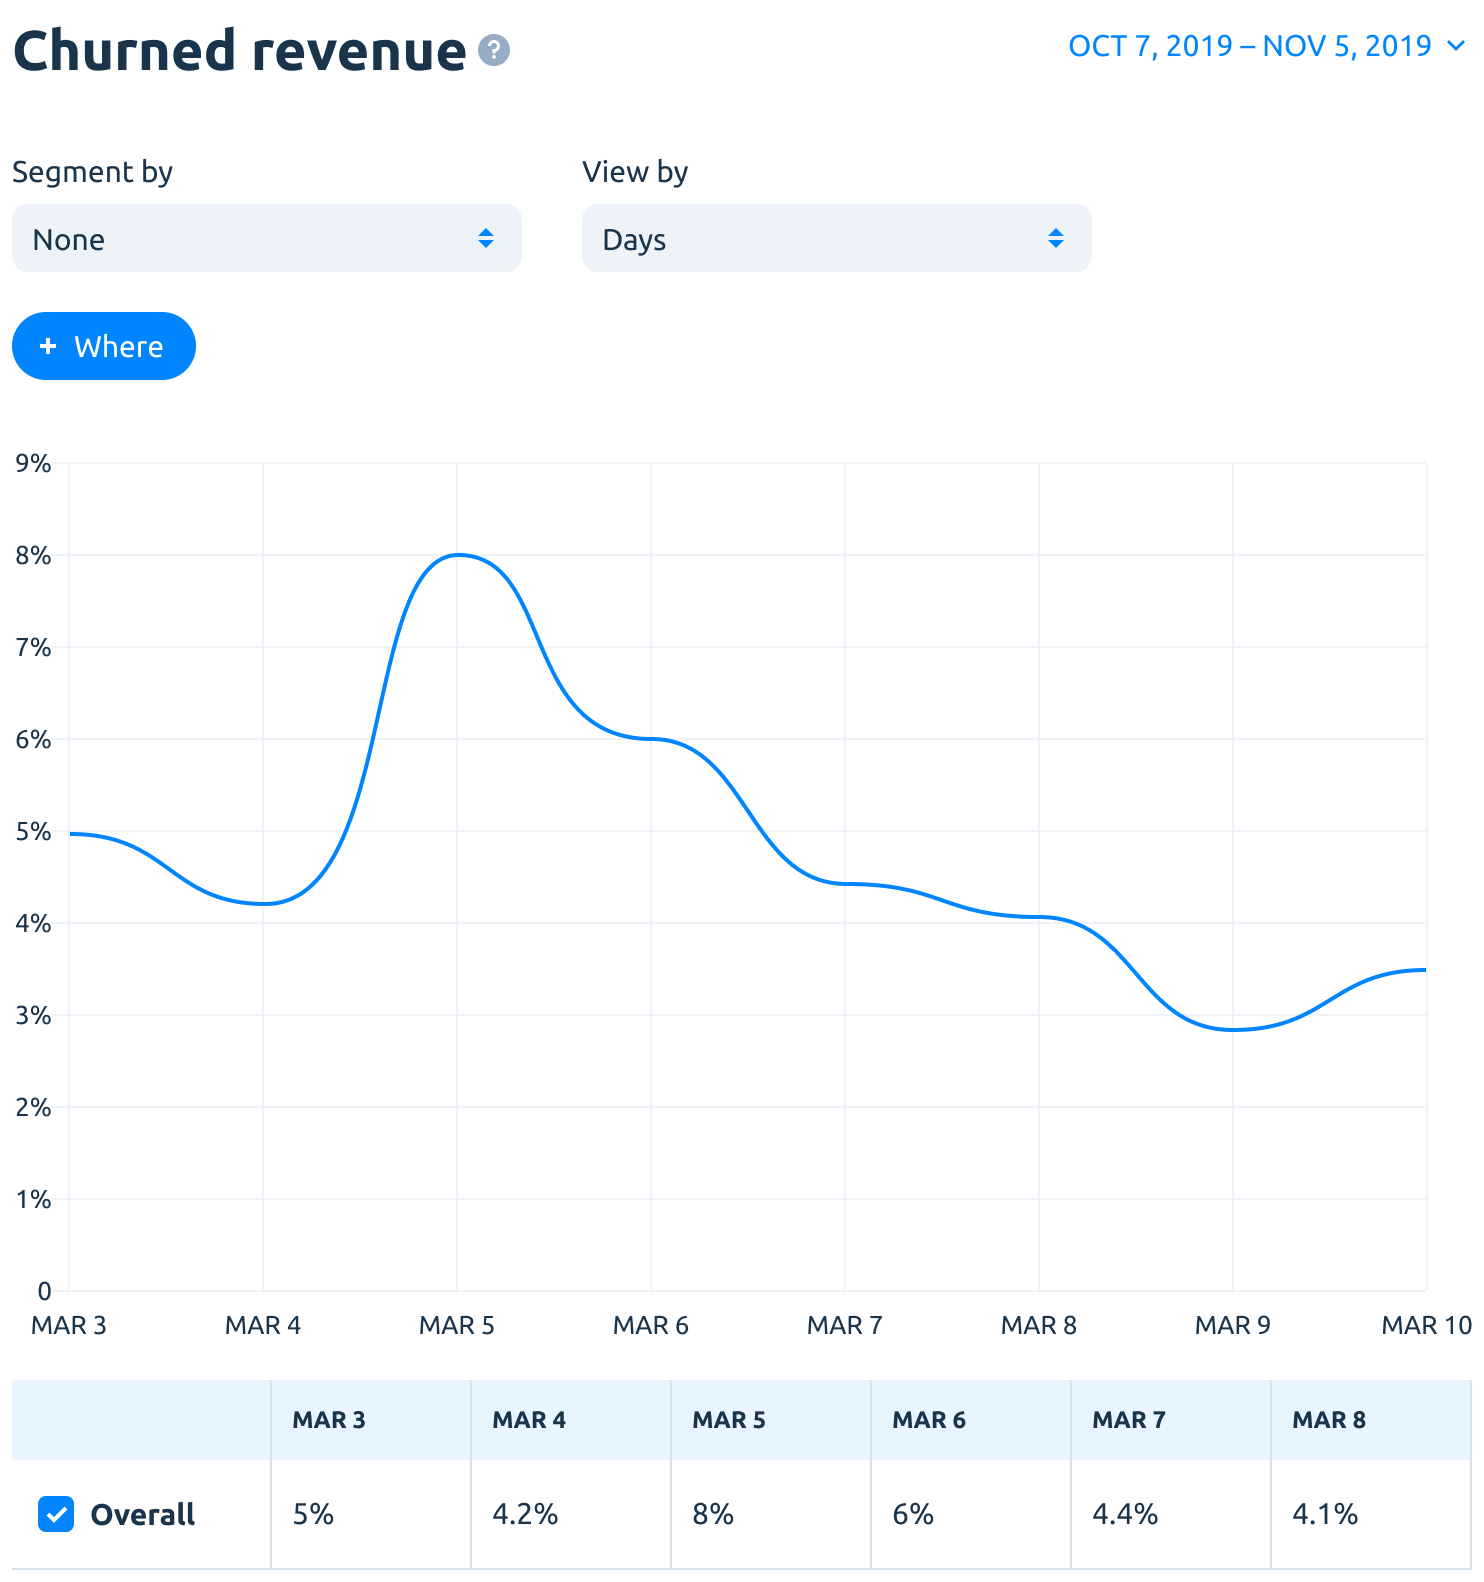 Churned revenue ?
OCT 7, 2019 – NOV 5, 2019
Segment by
View by
None
Days
+ Where
9%
8%
7%
6%
5%
4%
3%
2%
1%
0
MAR 3 MAR 4 MAR 5 MAR 6 MAR 7 MAR 8 MAR 9 MAR 10
MAR 3 MAR 4 MAR 5 MAR 6 MAR 7 MAR 8
Overall 5% 4.2% 8% 6% 4.4% 4.1%